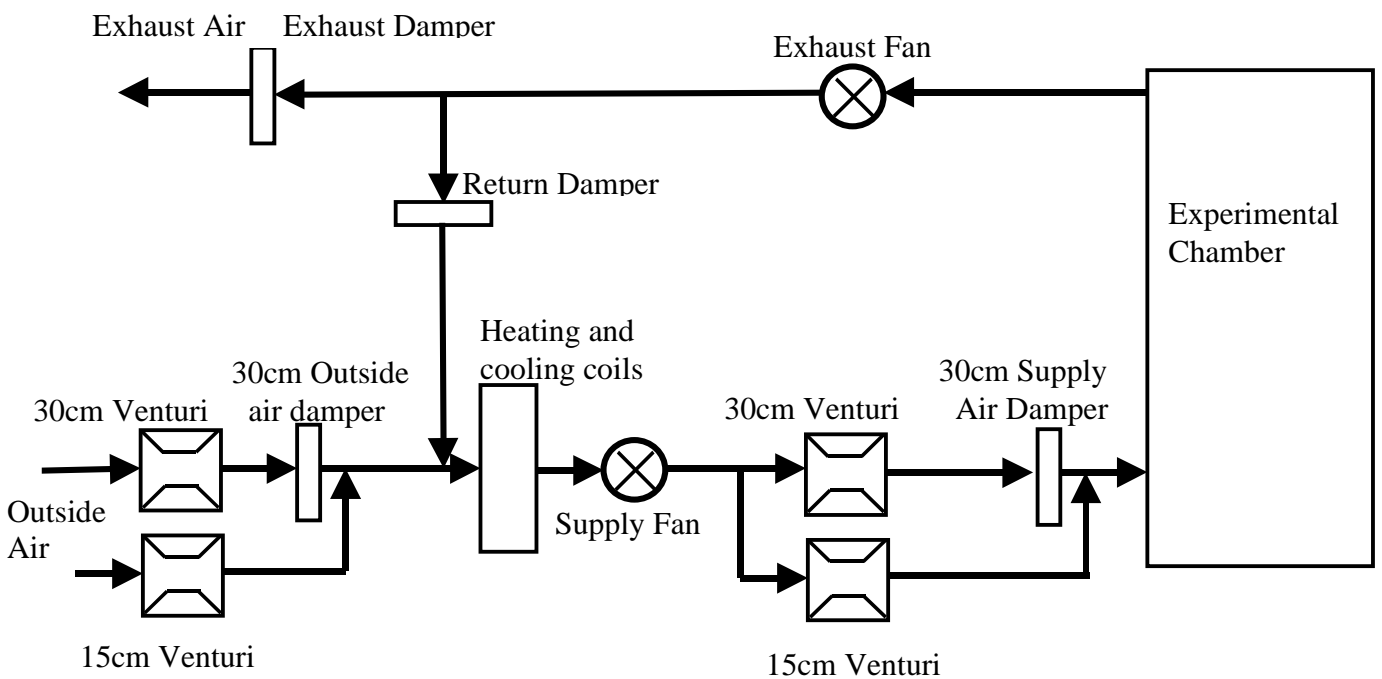 Exhaust Air
Exhaust Damper
Exhaust Fan
Return Damper
Experimental
Chamber
Heating and
cooling coils
30cm Outside
air damper
30cm Venturi
30cm Venturi
30cm Supply
Air Damper
Outside
Air
Supply Fan
15cm Venturi
15cm Venturi